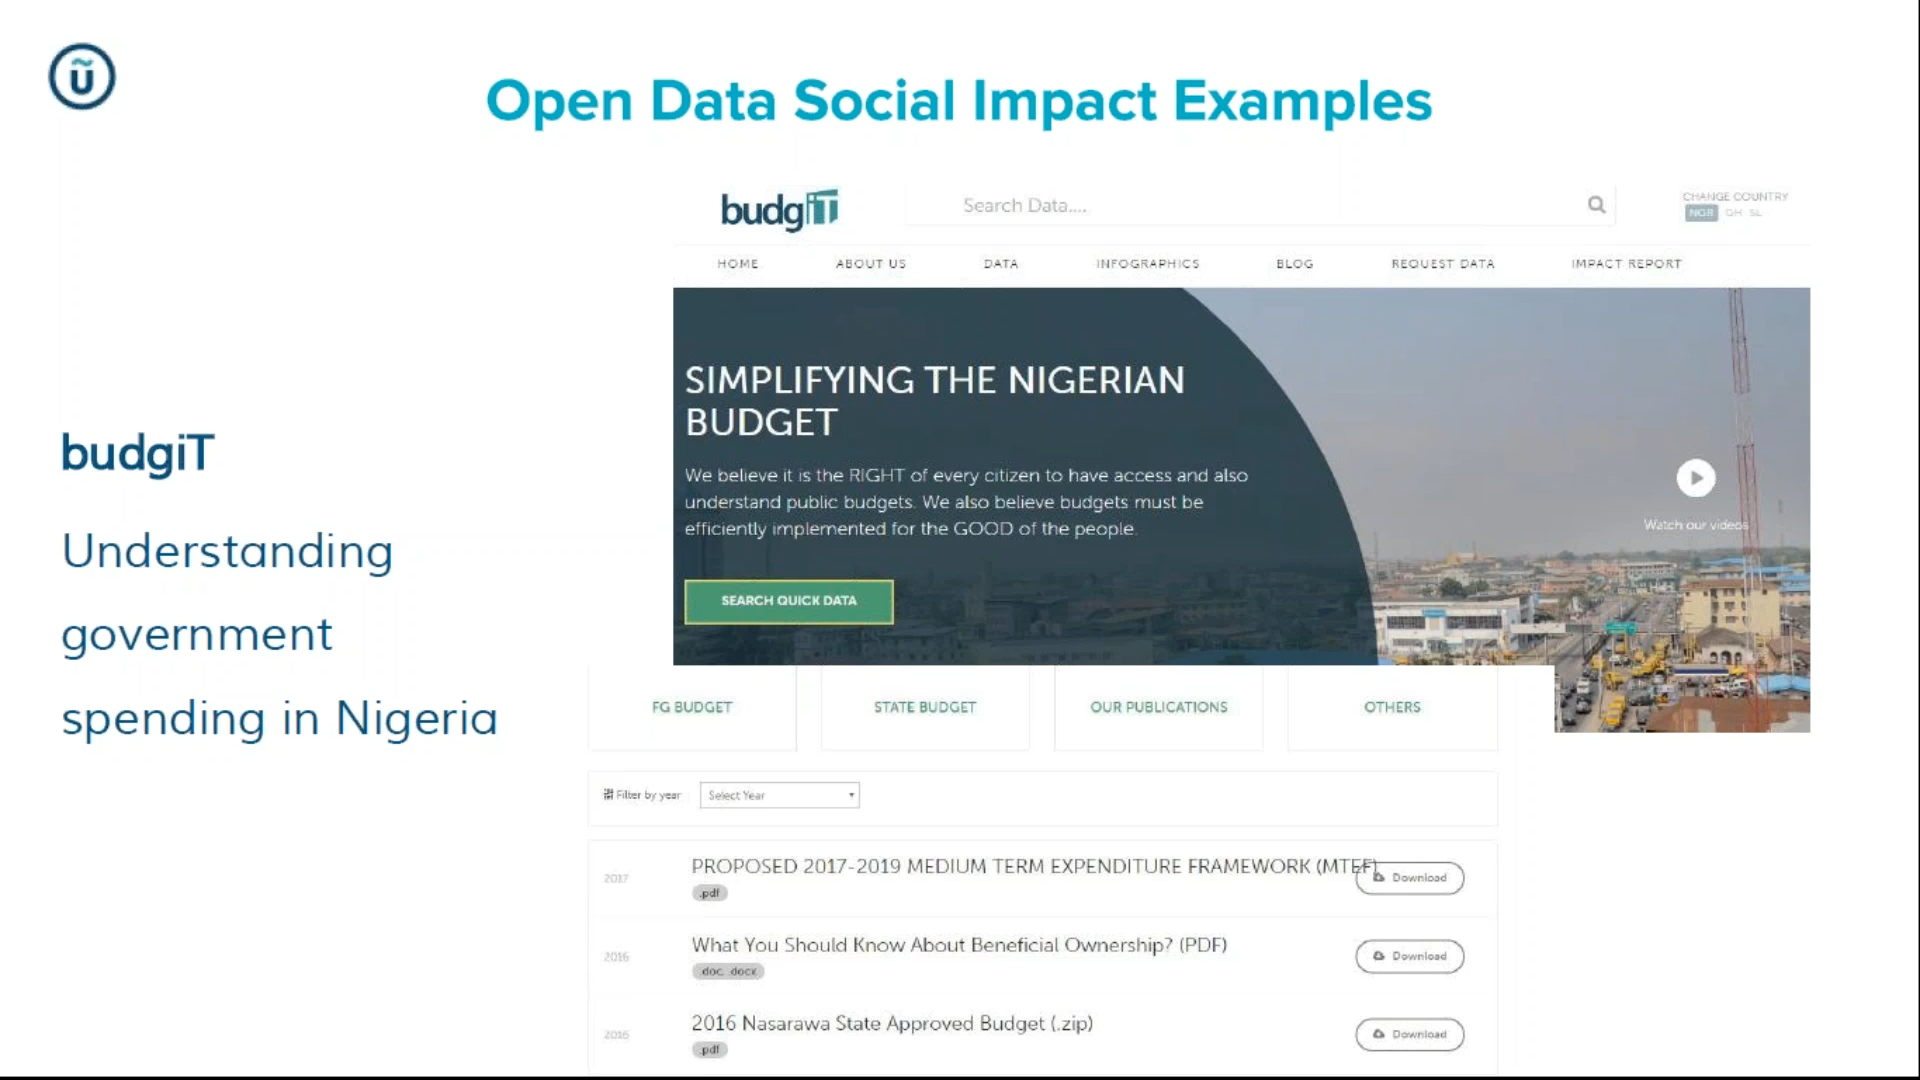 ũ
Open Data Social Impact Examples
budgiT
Understanding
government
spending in Nigeria
budgiT
Search Data....
CHANGE COUNTRY
NGR GH SL
HOME ABOUT US DATA INFOGRAPHICS BLOG REQUEST DATA IMPACT REPORT
SIMPLIFYING THE NIGERIAN
BUDGET
We believe it is the RIGHT of every citizen to have access and also
understand public budgets. We also believe budgets must be
efficiently implemented for the GOOD of the people.
SEARCH QUICK DATA
Watch our videos
FG BUDGET STATE BUDGET OUR PUBLICATIONS OTHERS
Filter by year Select Year
2017 PROPOSED 2017-2019 MEDIUM TERM EXPENDITURE FRAMEWORK (MTEF) Download
.pdf
2016 What You Should Know About Beneficial Ownership? (PDF) Download
.doc, .docx
2016 2016 Nasarawa State Approved Budget (.zip) Download
.pdf